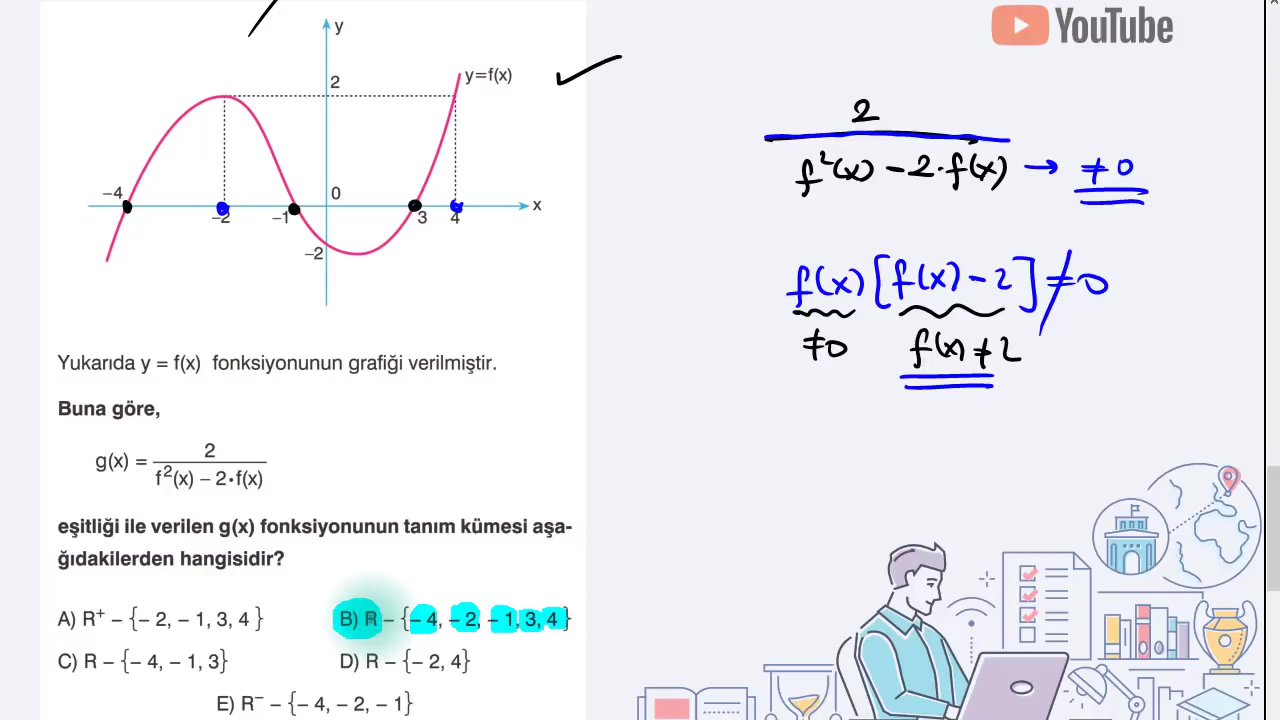 YouTube
y
2
y=f(x)
−4
−2
−1
0
3
4
x
−2
Yukarıda y = f(x) fonksiyonunun grafiği verilmiştir.
Buna göre,
g(x) = 2 / f²(x) − 2•f(x)
eşitliği ile verilen g(x) fonksiyonunun tanım kümesi aşa-
ğıdakilerden hangisidir?
A) R⁺ − {− 2, − 1, 3, 4 }
B) R − {− 4, − 2, − 1, 3, 4 }
C) R − {− 4, − 1, 3}
D) R − {− 2, 4}
E) R⁻ − {− 4, − 2, − 1}
2
f²(x) − 2·f(x) → ≠ 0
f(x) [f(x) − 2] ≠ 0
≠0 f(x) ≠ 2